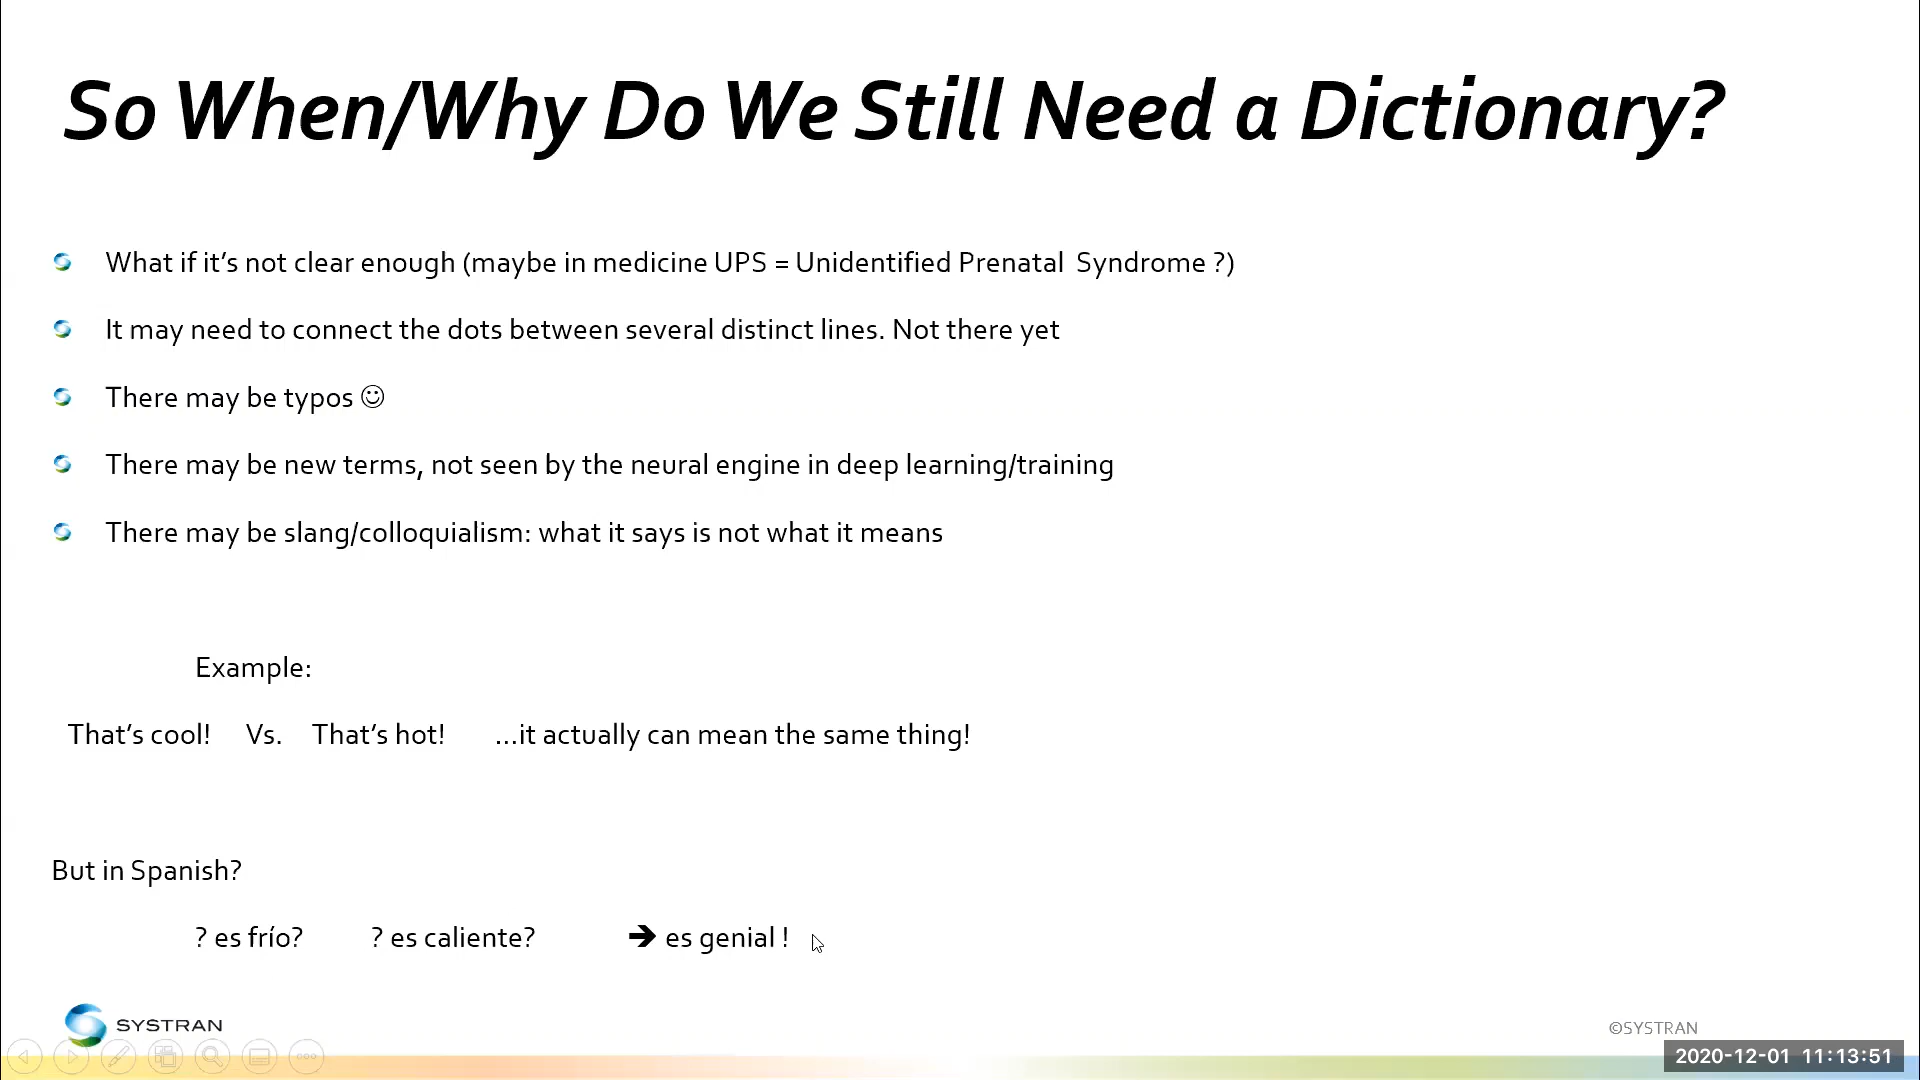 So When/Why Do We Still Need a Dictionary?
What if it’s not clear enough (maybe in medicine UPS = Unidentified Prenatal  Syndrome ?)
It may need to connect the dots between several distinct lines. Not there yet
There may be typos ☺
There may be new terms, not seen by the neural engine in deep learning/training
There may be slang/colloquialism: what it says is not what it means
Example:
That’s cool!    Vs.    That’s hot!    …it actually can mean the same thing!
But in Spanish?
? es frío?    ? es caliente?    ➔ es genial !
SYSTRAN
©SYSTRAN
2020-12-01 11:13:51